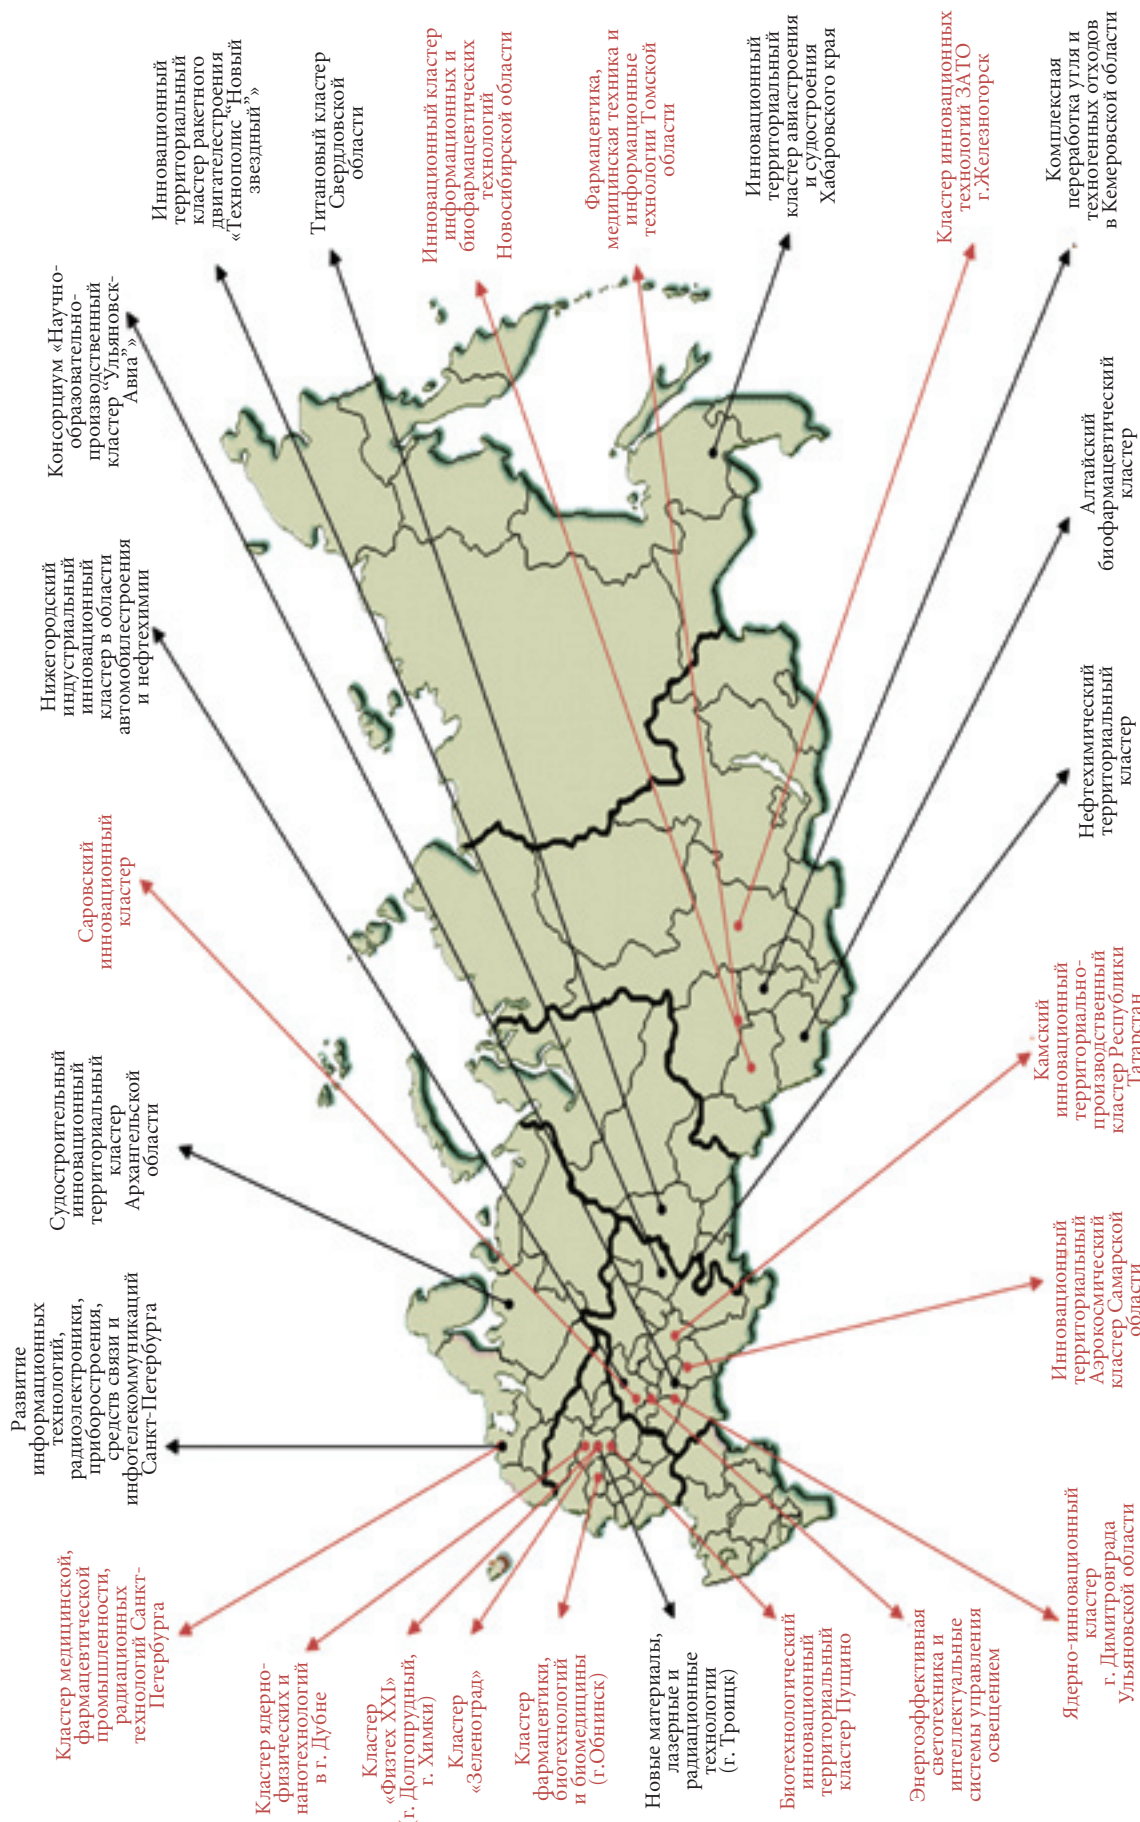 Кластер медицинской,
фармацевтической
промышленности,
радиационных
технологий Санкт-
Петербурга
Развитие
информационных
технологий,
радиоэлектроники,
приборостроения,
средств связи и
инфотелекоммуникаций
Санкт-Петербурга
Судостроительный
инновационный
территориальный
кластер
Архангельской
области
Саровский
инновационный
кластер
Нижегородский
индустриальный
инновационный
кластер в области
автомобилестроения
и нефтехимии
Консорциум «Научно-
образовательно-
производственный
кластер “Ульяновск-
Авиа”»
Инновационный
территориальный
кластер ракетного
двигателестроения
«Технополис “Новый
звездный”»
Титановый кластер
Свердловской
области
Инновационный кластер
информационных и
биофармацевтических
технологий
Новосибирской области
Фармацевтика,
медицинская техника и
информационные
технологии Томской
области
Инновационный
территориальный
кластер авиастроения
и судостроения
Хабаровского края
Кластер инновационных
технологий ЗАТО
г.Железногорск
Комплексная
переработка угля и
техногенных отходов
в Кемеровской области
Кластер ядерно-
физических и
нанотехнологий
в г. Дубне
Кластер
«Физтех XXI»
(г. Долгопрудный,
г. Химки)
Кластер
«Зеленоград»
Кластер
фармацевтики,
биотехнологий
и биомедицины
(г.Обнинск)
Новые материалы,
лазерные и
радиационные
технологии
(г. Троицк)
Биотехнологический
инновационный
территориальный
кластер Пущино
Энергоэффективная
светотехника и
интеллектуальные
системы управления
освещением
Ядерно-инновационный
кластер
г. Димитровграда
Ульяновской области
Инновационный
территориальный
Аэрокосмический
кластер Самарской
области
Камский
инновационный
территориально-
производственный
кластер Республики
Татарстан
Нефтехимический
территориальный
кластер
Алтайский
биофармацевтический
кластер